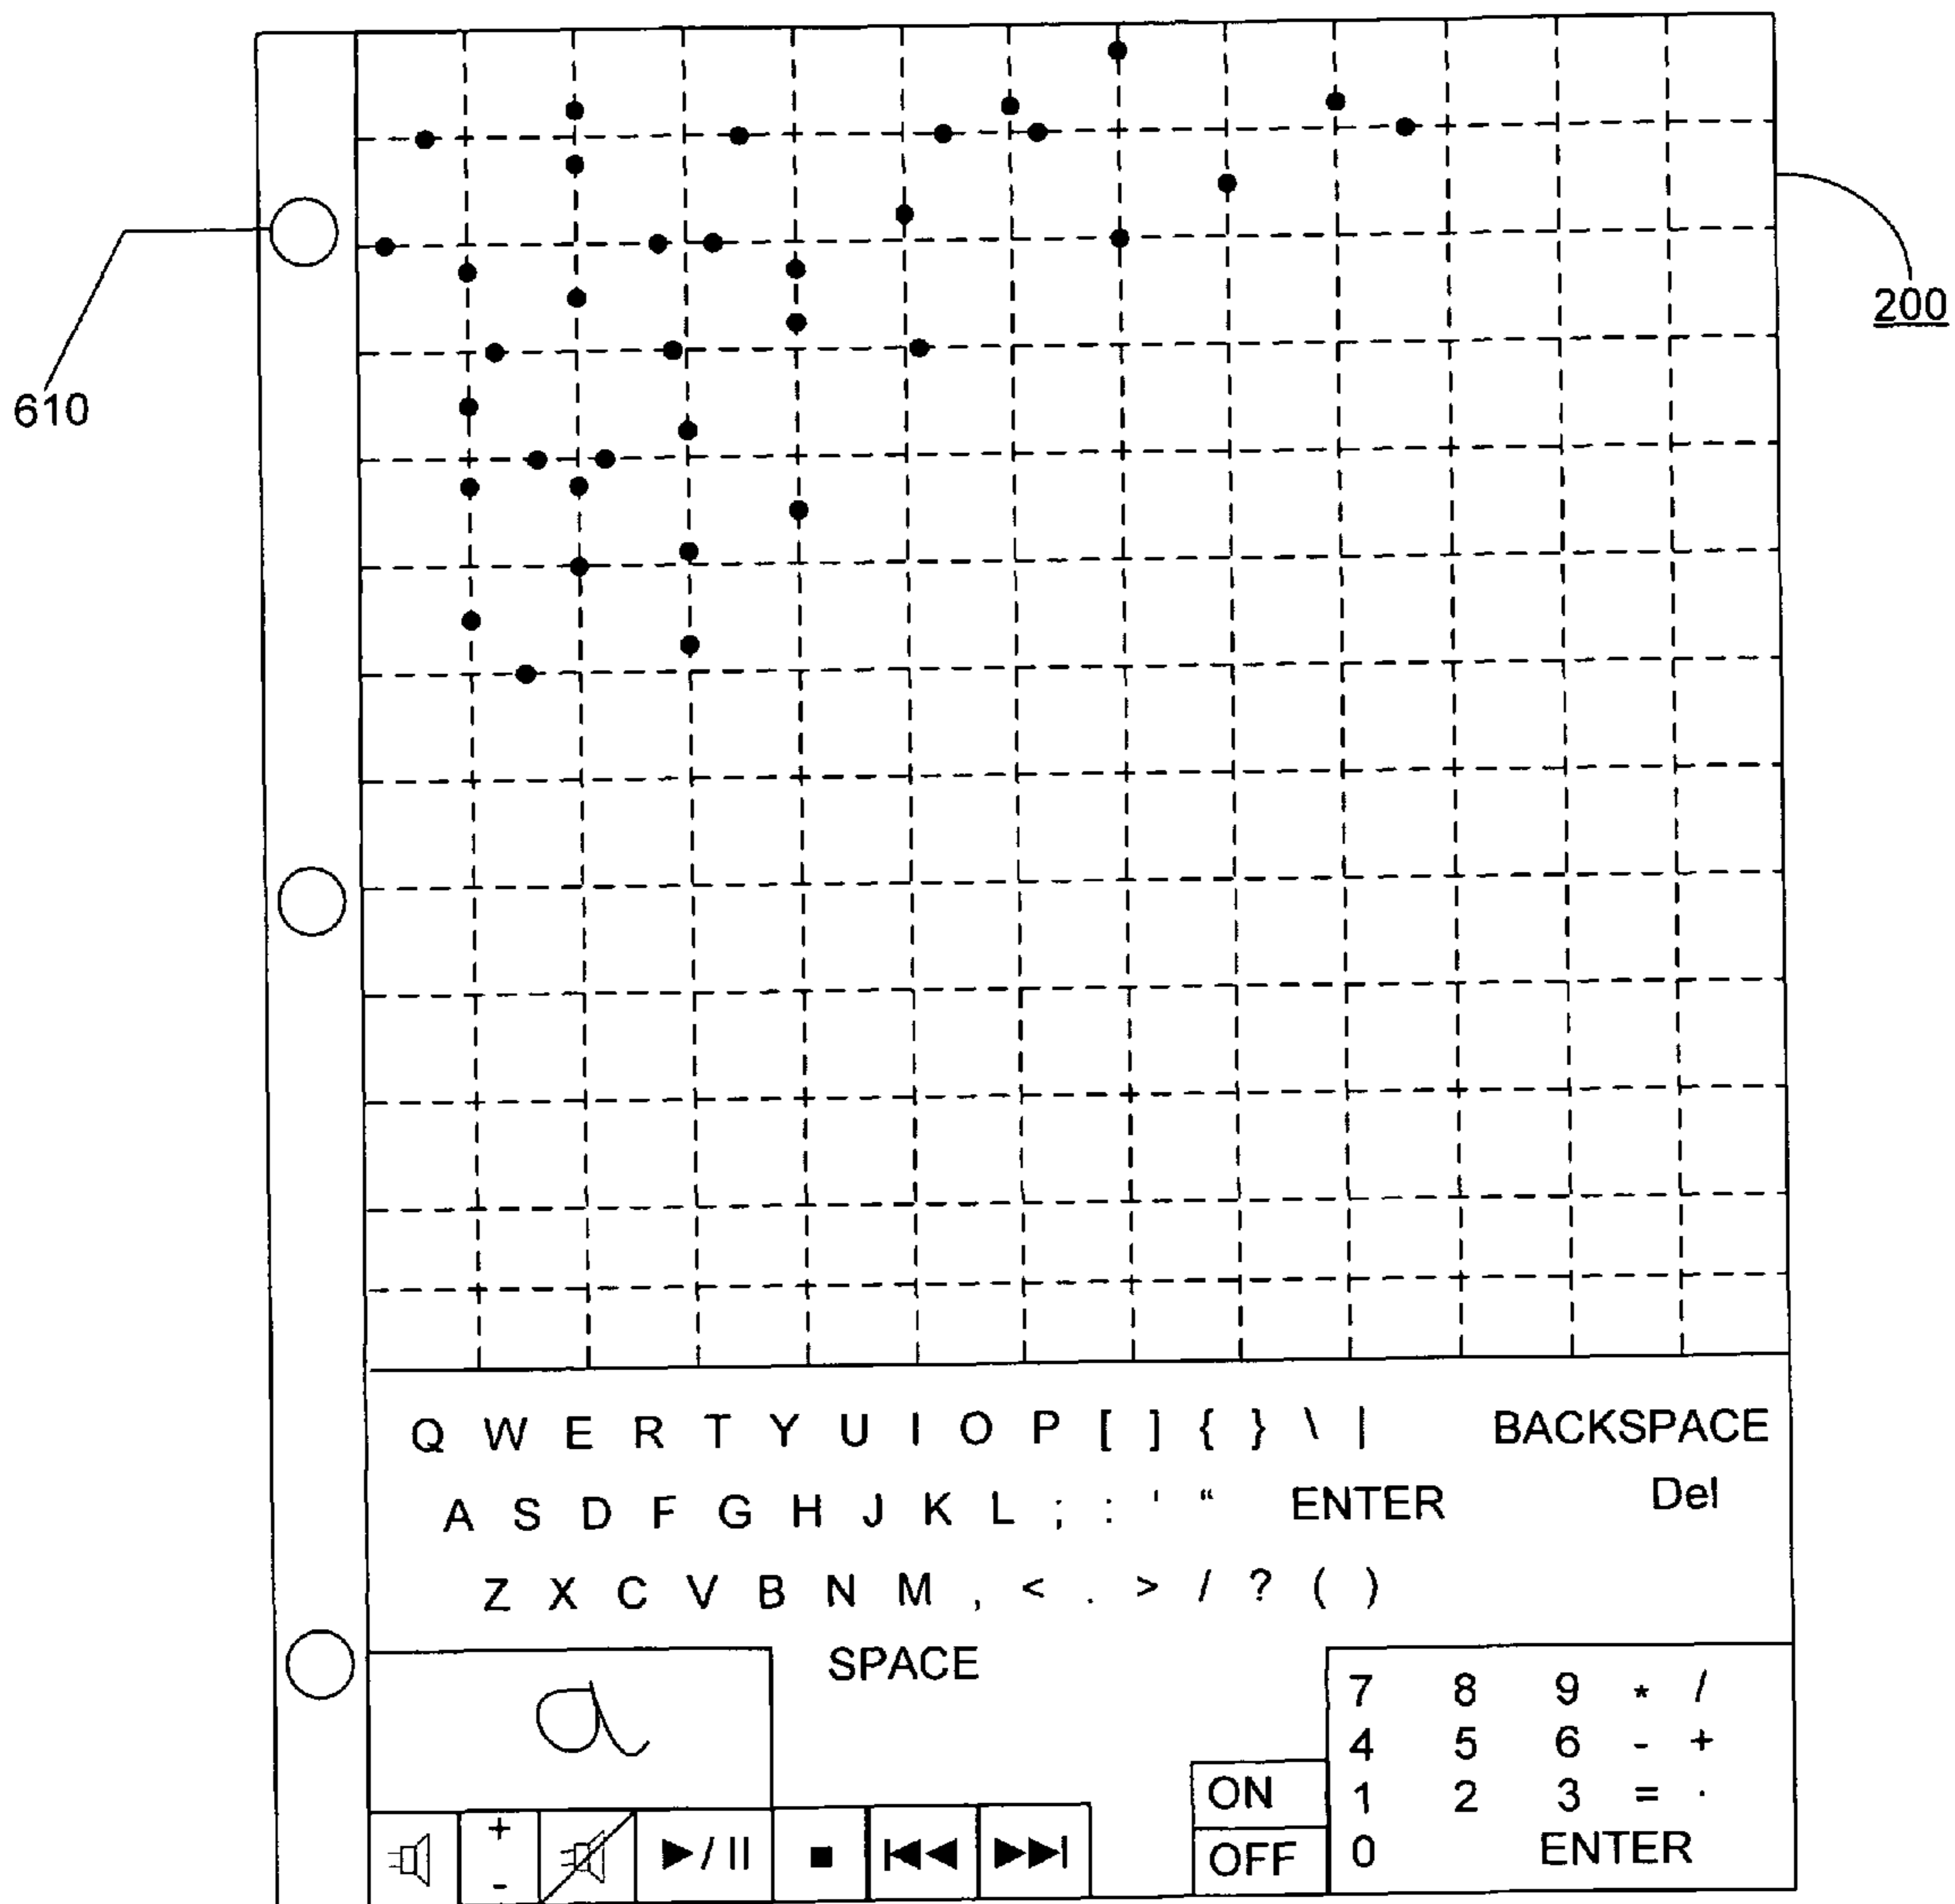 200
610
Q W E R T Y U I O P [ ] { } \ | BACKSPACE
A S D F G H J K L ; : ' “ ENTER Del
Z X C V B N M , < . > / ? ( )
SPACE
a
7 8 9 * /
4 5 6 - +
ON 1 2 3 = .
OFF 0 ENTER
+
-